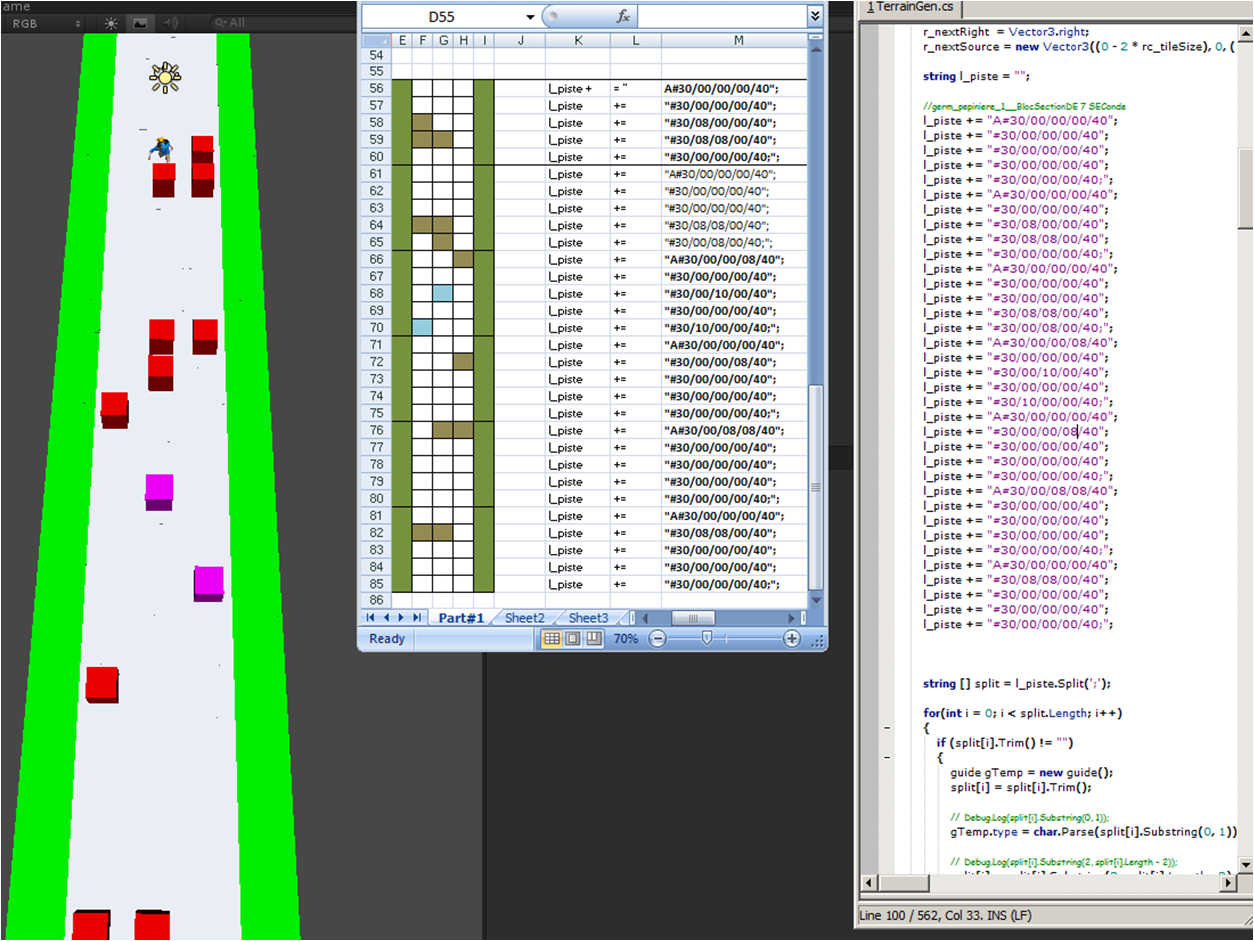 ame
RGB
All
D55
fx
E F G H I J K L M
54
55
56 l_piste + = " A#30/00/00/00/40";
57 l_piste += "#30/00/00/00/40";
58 l_piste += "#30/08/00/00/40";
59 l_piste += "#30/08/08/00/40";
60 l_piste += "#30/00/00/00/40;";
61 l_piste += "A#30/00/00/00/40";
62 l_piste += "#30/00/00/00/40";
63 l_piste += "#30/00/00/00/40";
64 l_piste += "#30/08/08/00/40";
65 l_piste += "#30/00/08/00/40;";
66 l_piste += "A#30/00/00/08/40";
67 l_piste += "#30/00/00/00/40";
68 l_piste += "#30/00/10/00/40";
69 l_piste += "#30/00/00/00/40";
70 l_piste += "#30/10/00/00/40;";
71 l_piste += "A#30/00/00/00/40";
72 l_piste += "#30/00/00/08/40";
73 l_piste += "#30/00/00/00/40";
74 l_piste += "#30/00/00/00/40";
75 l_piste += "#30/00/00/00/40;";
76 l_piste += "A#30/00/08/08/40";
77 l_piste += "#30/00/00/00/40";
78 l_piste += "#30/00/00/00/40";
79 l_piste += "#30/00/00/00/40";
80 l_piste += "#30/00/00/00/40;";
81 l_piste += "A#30/00/00/00/40";
82 l_piste += "#30/08/08/00/40";
83 l_piste += "#30/00/00/00/40";
84 l_piste += "#30/00/00/00/40";
85 l_piste += "#30/00/00/00/40;";
86
Part#1 Sheet2 Sheet3
Ready 70%
1 TerrainGen.cs
r_nextRight = Vector3.right;
r_nextSource = new Vector3((0 - 2 * rc_tileSize), 0, (
string l_piste = "";
//germ_pepiniere_1__BlocSectionDE 7 SEConde
l_piste += "A#30/00/00/00/40";
l_piste += "#30/00/00/00/40";
l_piste += "#30/00/00/00/40";
l_piste += "#30/00/00/00/40";
l_piste += "#30/00/00/00/40;";
l_piste += "A#30/00/00/00/40";
l_piste += "#30/00/00/00/40";
l_piste += "#30/08/00/00/40";
l_piste += "#30/08/08/00/40";
l_piste += "#30/00/00/00/40;";
l_piste += "A#30/00/00/00/40";
l_piste += "#30/00/00/00/40";
l_piste += "#30/00/00/00/40";
l_piste += "#30/08/08/00/40";
l_piste += "#30/00/08/00/40;";
l_piste += "A#30/00/00/08/40";
l_piste += "#30/00/00/00/40";
l_piste += "#30/00/10/00/40";
l_piste += "#30/00/00/00/40";
l_piste += "#30/10/00/00/40;";
l_piste += "A#30/00/00/00/40";
l_piste += "#30/00/00/08/40";
l_piste += "#30/00/00/00/40";
l_piste += "#30/00/00/00/40";
l_piste += "#30/00/00/00/40;";
l_piste += "A#30/00/08/08/40";
l_piste += "#30/00/00/00/40";
l_piste += "#30/00/00/00/40";
l_piste += "#30/00/00/00/40";
l_piste += "#30/00/00/00/40;";
l_piste += "A#30/00/00/00/40";
l_piste += "#30/08/08/00/40";
l_piste += "#30/00/00/00/40";
l_piste += "#30/00/00/00/40";
l_piste += "#30/00/00/00/40;";
string [] split = l_piste.Split(';');
for(int i = 0; i < split.Length; i++)
{
if (split[i].Trim() != "")
{
guide gTemp = new guide();
split[i] = split[i].Trim();
// Debug.Log(split[i].Substring(0, 1));
gTemp.type = char.Parse(split[i].Substring(0, 1))
// Debug.Log(split[i].Substring(2, split[i].Length - 2));
Line 100 / 562, Col 33. INS (LF)